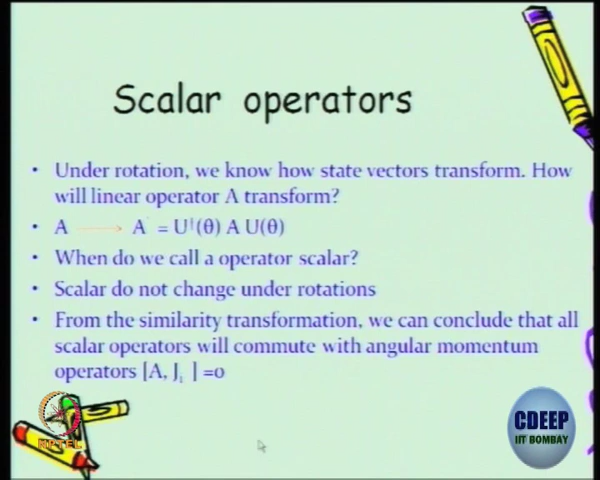 Scalar operators
• Under rotation, we know how state vectors transform. How
will linear operator A transform?
• A → A' = U†(θ) A U(θ)
• When do we call a operator scalar?
• Scalar do not change under rotations
• From the similarity transformation, we can conclude that all
scalar operators will commute with angular momentum
operators [A, Jᵢ ] =0
NPTEL
CDEEP
IIT BOMBAY